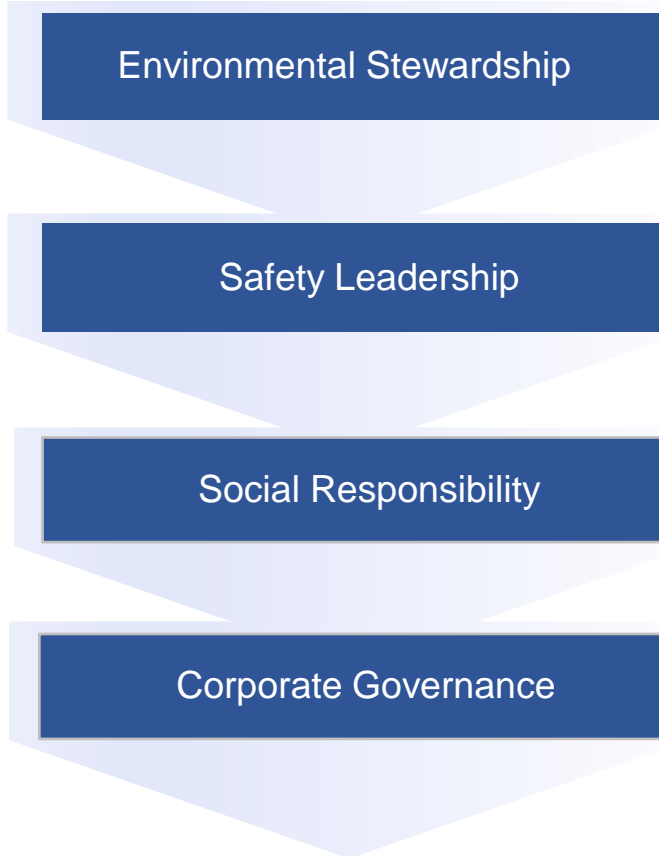 Environmental Stewardship
Safety Leadership
Social Responsibility
Corporate Governance